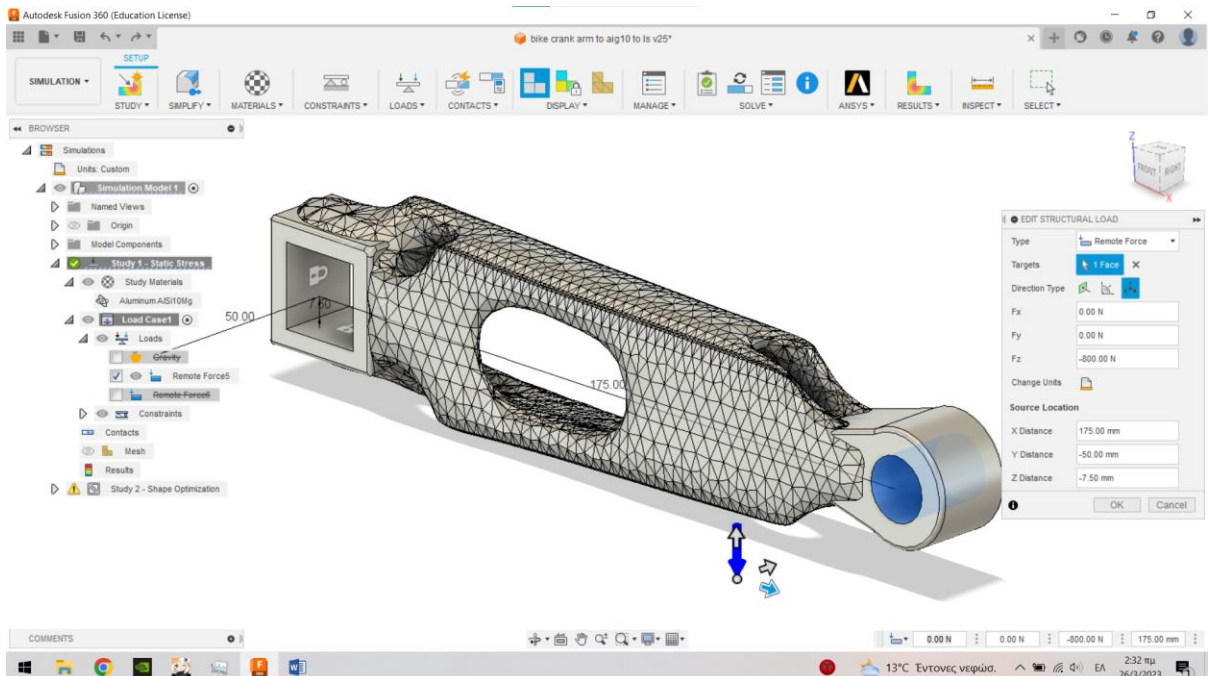 Autodesk Fusion 360 (Education License)
bike crank arm to aig10 to ls v25*
SETUP
SIMULATION
STUDY
SIMPLIFY
MATERIALS
CONSTRAINTS
LOADS
CONTACTS
DISPLAY
MANAGE
SOLVE
ANSYS
RESULTS
INSPECT
SELECT
BROWSER
Simulations
Units: Custom
Simulation Model 1
Named Views
Origin
Model Components
Study 1 - Static Stress
Study Materials
Aluminum AlSi10Mg
Load Case1
Loads
Gravity
Remote Force5
Remote Force6
Constraints
Contacts
Mesh
Results
Study 2 - Shape Optimization
50.00
7.50
175.00
Z
FRONT
RIGHT
X
EDIT STRUCTURAL LOAD
Type Remote Force
Targets 1 Face
Direction Type
Fx 0.00 N
Fy 0.00 N
Fz -800.00 N
Change Units
Source Location
X Distance 175.00 mm
Y Distance -50.00 mm
Z Distance -7.50 mm
OK Cancel
COMMENTS
0.00 N 0.00 N -800.00 N 175.00 mm
13°C Έντονες νεφώσ. ΕΛ 2:32 πμ
26/3/2023